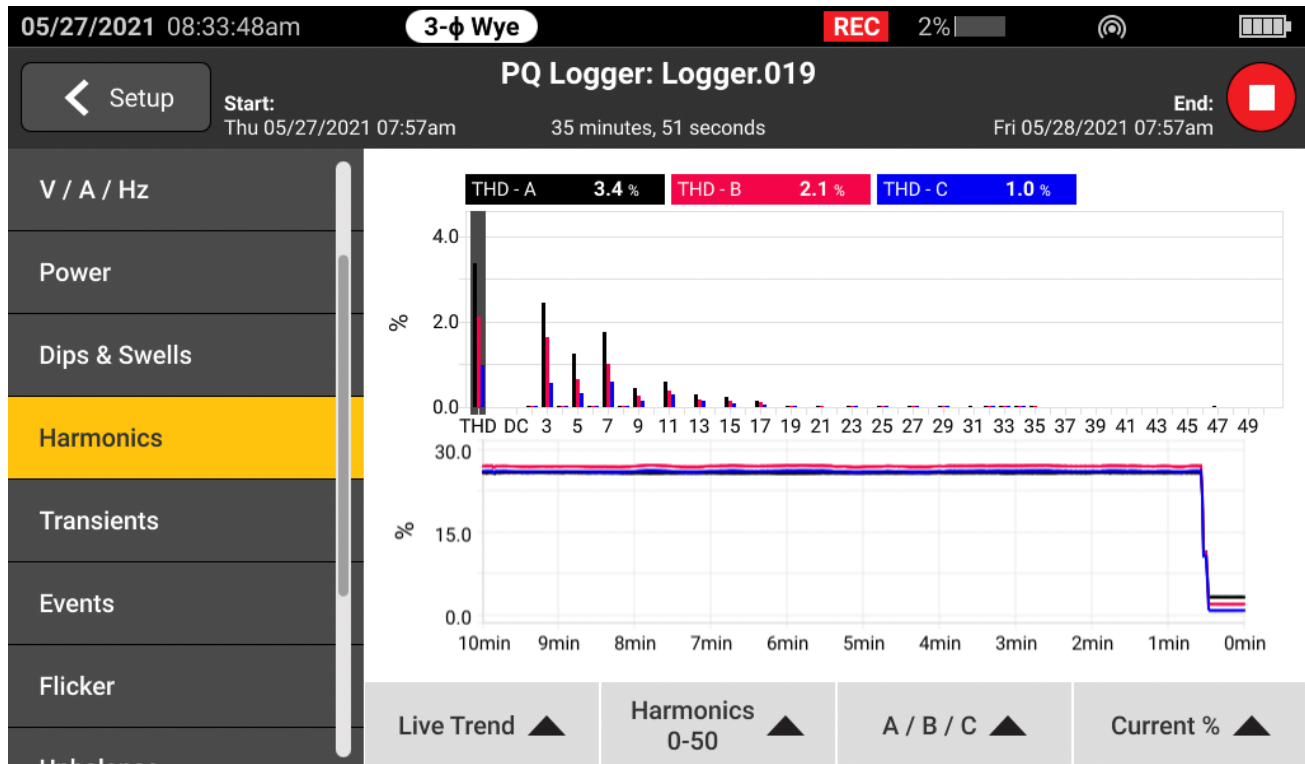 05/27/2021 08:33:48am 3-ϕ Wye REC 2%
PQ Logger: Logger.019
Setup
Start:
Thu 05/27/2021 07:57am
35 minutes, 51 seconds
End:
Fri 05/28/2021 07:57am
V / A / Hz
Power
Dips & Swells
Harmonics
Transients
Events
Flicker
THD - A 3.4 % THD - B 2.1 % THD - C 1.0 %
4.0
%
2.0
0.0
THD DC 3 5 7 9 11 13 15 17 19 21 23 25 27 29 31 33 35 37 39 41 43 45 47 49
30.0
%
15.0
0.0
10min 9min 8min 7min 6min 5min 4min 3min 2min 1min 0min
Live Trend
Harmonics
0-50
A / B / C
Current %